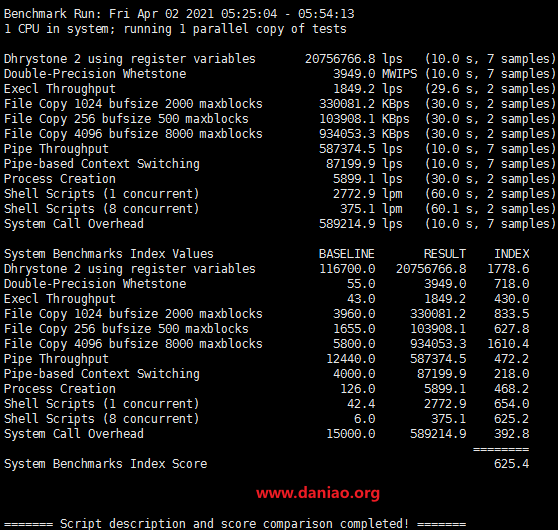 Benchmark Run: Fri Apr 02 2021 05:25:04 - 05:54:13
1 CPU in system; running 1 parallel copy of tests
Dhrystone 2 using register variables 20756766.8 lps (10.0 s, 7 samples)
Double-Precision Whetstone 3949.0 MWIPS (10.0 s, 7 samples)
Execl Throughput 1849.2 lps (29.6 s, 2 samples)
File Copy 1024 bufsize 2000 maxblocks 330081.2 KBps (30.0 s, 2 samples)
File Copy 256 bufsize 500 maxblocks 103908.1 KBps (30.0 s, 2 samples)
File Copy 4096 bufsize 8000 maxblocks 934053.3 KBps (30.0 s, 2 samples)
Pipe Throughput 587374.5 lps (10.0 s, 7 samples)
Pipe-based Context Switching 87199.9 lps (10.0 s, 7 samples)
Process Creation 5899.1 lps (30.0 s, 2 samples)
Shell Scripts (1 concurrent) 2772.9 lpm (60.0 s, 2 samples)
Shell Scripts (8 concurrent) 375.1 lpm (60.1 s, 2 samples)
System Call Overhead 589214.9 lps (10.0 s, 7 samples)
System Benchmarks Index Values BASELINE RESULT INDEX
Dhrystone 2 using register variables 116700.0 20756766.8 1778.6
Double-Precision Whetstone 55.0 3949.0 718.0
Execl Throughput 43.0 1849.2 430.0
File Copy 1024 bufsize 2000 maxblocks 3960.0 330081.2 833.5
File Copy 256 bufsize 500 maxblocks 1655.0 103908.1 627.8
File Copy 4096 bufsize 8000 maxblocks 5800.0 934053.3 1610.4
Pipe Throughput 12440.0 587374.5 472.2
Pipe-based Context Switching 4000.0 87199.9 218.0
Process Creation 126.0 5899.1 468.2
Shell Scripts (1 concurrent) 42.4 2772.9 654.0
Shell Scripts (8 concurrent) 6.0 375.1 625.2
System Call Overhead 15000.0 589214.9 392.8
========
System Benchmarks Index Score 625.4
www.daniao.org
======= Script description and score comparison completed! =======